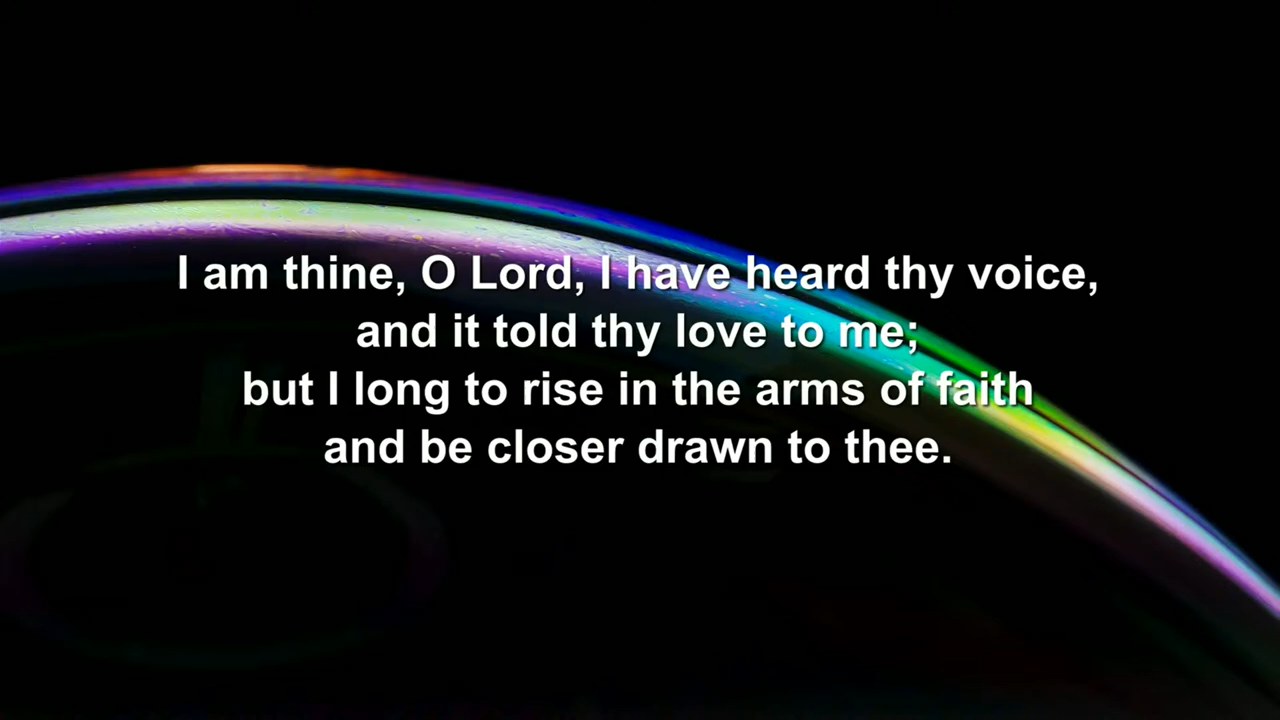 I am thine, O Lord, I have heard thy voice,
and it told thy love to me;
but I long to rise in the arms of faith
and be closer drawn to thee.